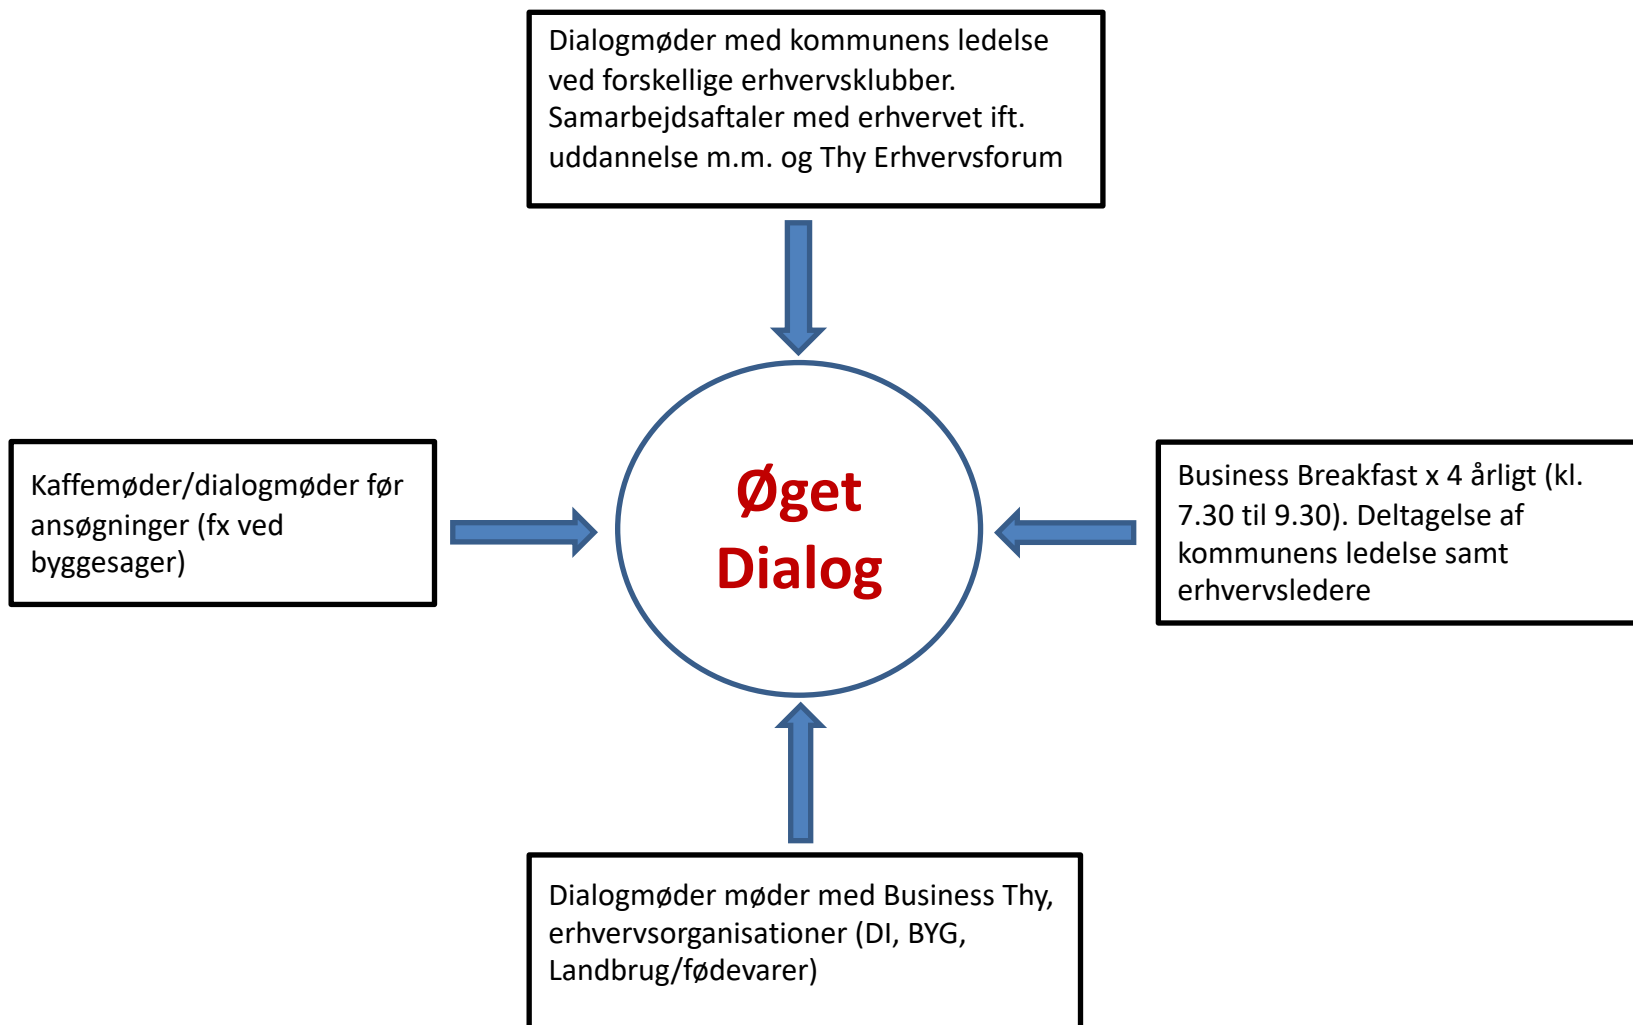 Dialogmøder med kommunens ledelse
ved forskellige erhvervsklubber.
Samarbejdsaftaler med erhvervet ift.
uddannelse m.m. og Thy Erhvervsforum
Kaffemøder/dialogmøder før
ansøgninger (fx ved
byggesager)
Øget
Dialog
Business Breakfast x 4 årligt (kl.
7.30 til 9.30). Deltagelse af
kommunens ledelse samt
erhvervsledere
Dialogmøder møder med Business Thy,
erhvervsorganisationer (DI, BYG,
Landbrug/fødevarer)